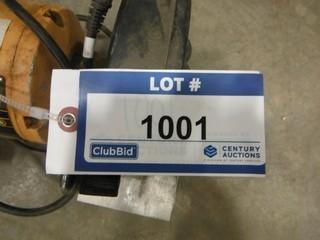 LOT #
1001
ClubBid
CENTURY
AUCTIONS